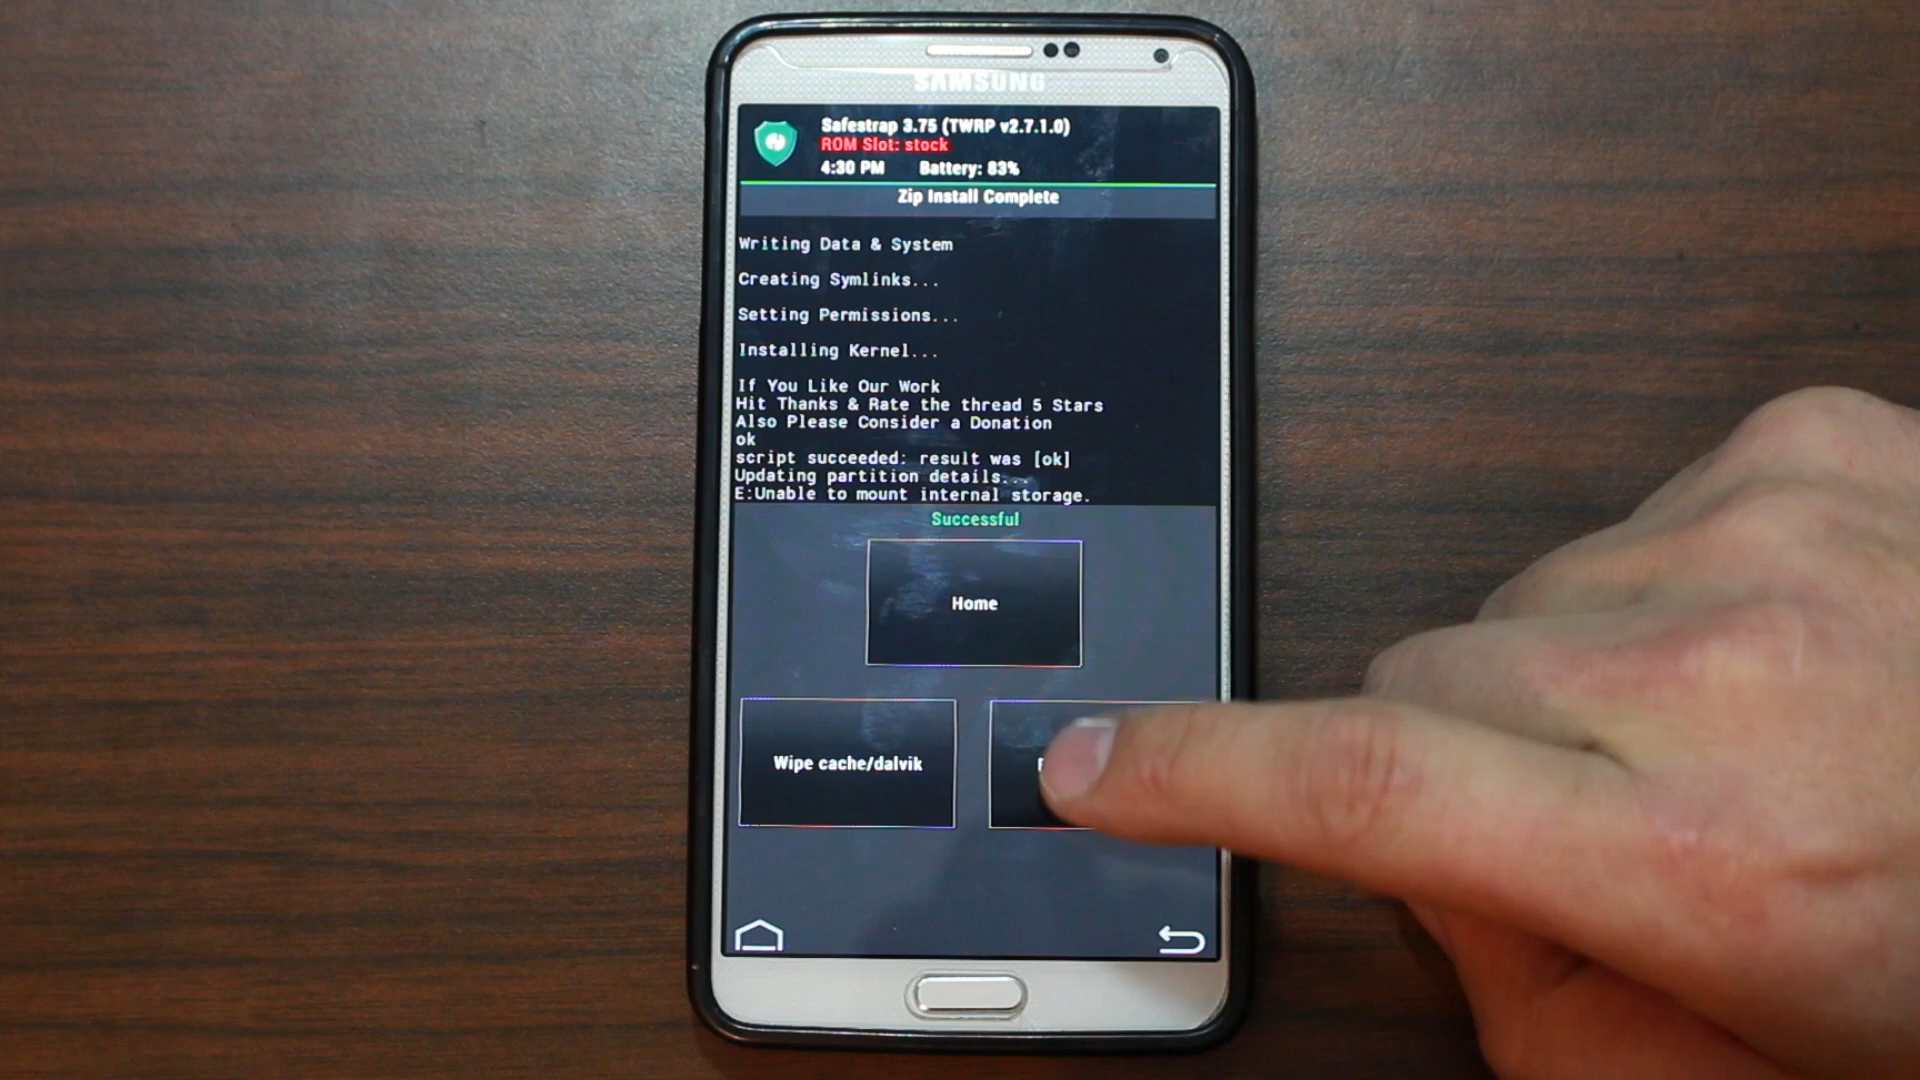 SAMSUNG
Safestrap 3.75 (TWRP v2.7.1.0)
ROM Slot: stock
4:30 PM Battery: 83%
Zip Install Complete
Writing Data & System
Creating Symlinks...
Setting Permissions...
Installing Kernel...
If You Like Our Work
Hit Thanks & Rate the thread 5 Stars
Also Please Consider a Donation
ok
script succeeded: result was [ok]
Updating partition details...
E:Unable to mount internal storage.
Successful
Home
Wipe cache/dalvik